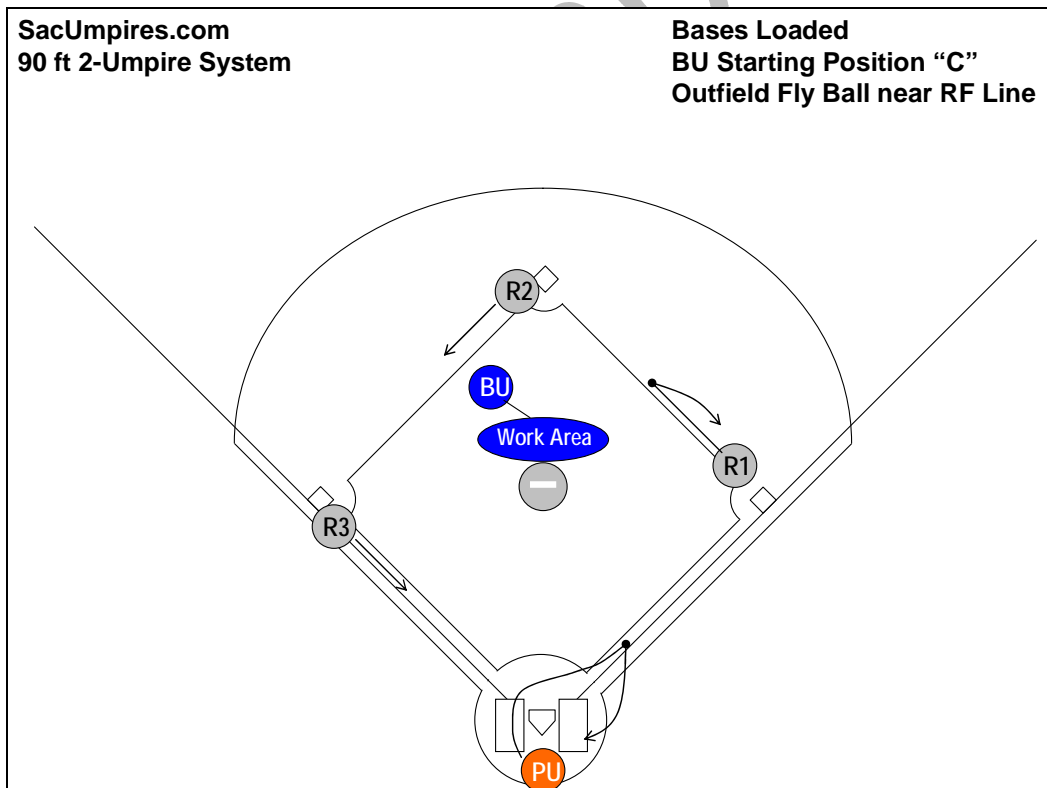 SacUmpires.com
90 ft 2-Umpire System
Bases Loaded
BU Starting Position “C”
Outfield Fly Ball near RF Line
R2
BU
Work Area
R1
R3
PU